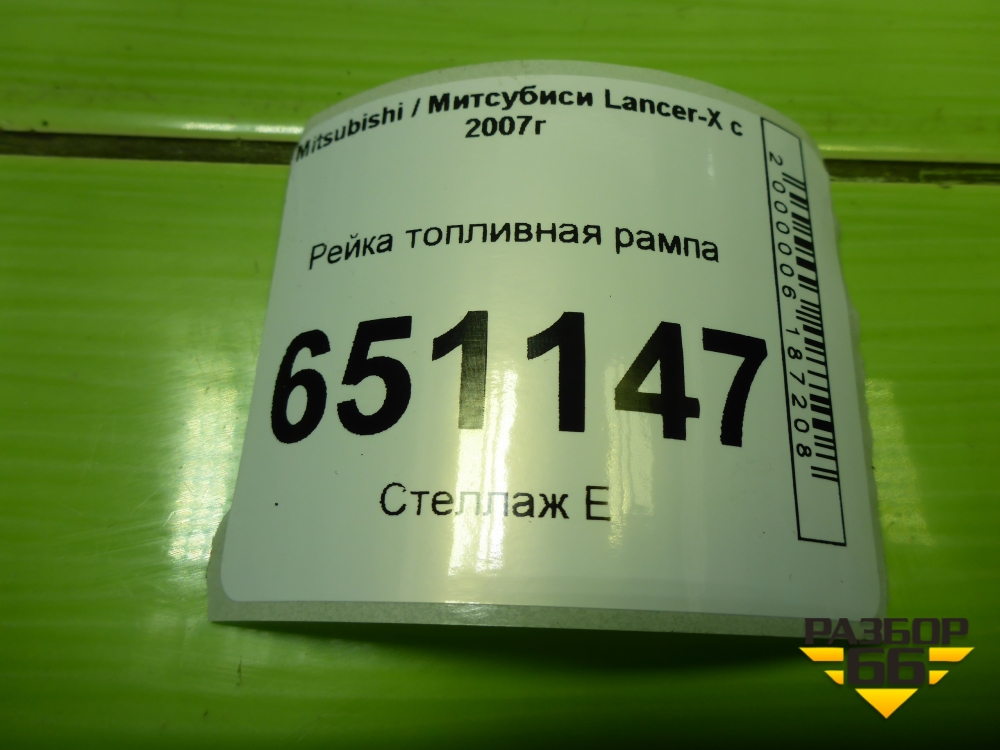 Mitsubishi / Митсубиси Lancer-X с
2007г
Рейка топливная рампа
651147
Стеллаж Е
2000006187208
РАЗБОР
66